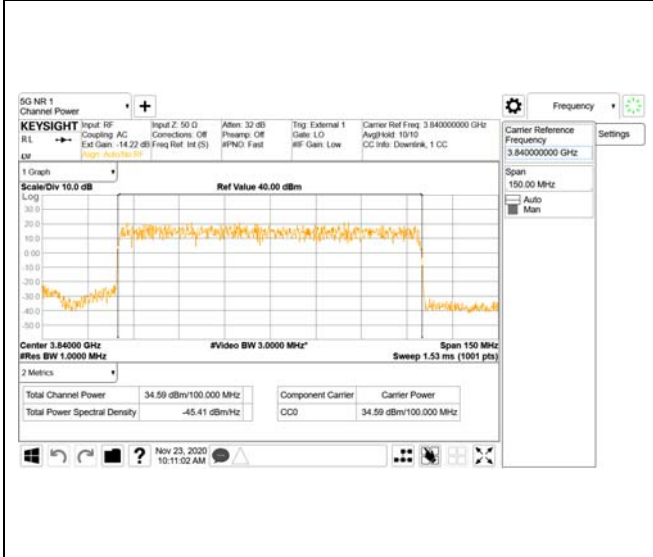 5G NR 1
Channel Power
Frequency
KEYSIGHT
RL
LM
Input: RF
Coupling: AC
Ext Gain: -14.22 dB
Align: Auto/No RF
Input Z: 50 Ω
Corrections: Off
Freq Ref: Int (S)
Atten: 32 dB
Preamp: Off
#PNO: Fast
Trig: External 1
Gate: LO
#IF Gain: Low
Carrier Ref Freq: 3.840000000 GHz
Avg|Hold: 10/10
CC Info: Downlink, 1 CC
Carrier Reference
Frequency
3.840000000 GHz
Settings
Span
150.00 MHz
Auto
Man
1 Graph
Scale/Div 10.0 dB
Ref Value 40.00 dBm
Log
30.0
20.0
10.0
0.00
-10.0
-20.0
-30.0
-40.0
-50.0
Center 3.84000 GHz
#Video BW 3.0000 MHz*
Span 150 MHz
#Res BW 1.0000 MHz
Sweep 1.53 ms (1001 pts)
2 Metrics
Total Channel Power 34.59 dBm/100.000 MHz
Total Power Spectral Density -45.41 dBm/Hz
Component Carrier Carrier Power
CC0 34.59 dBm/100.000 MHz
Nov 23, 2020
10:11:02 AM